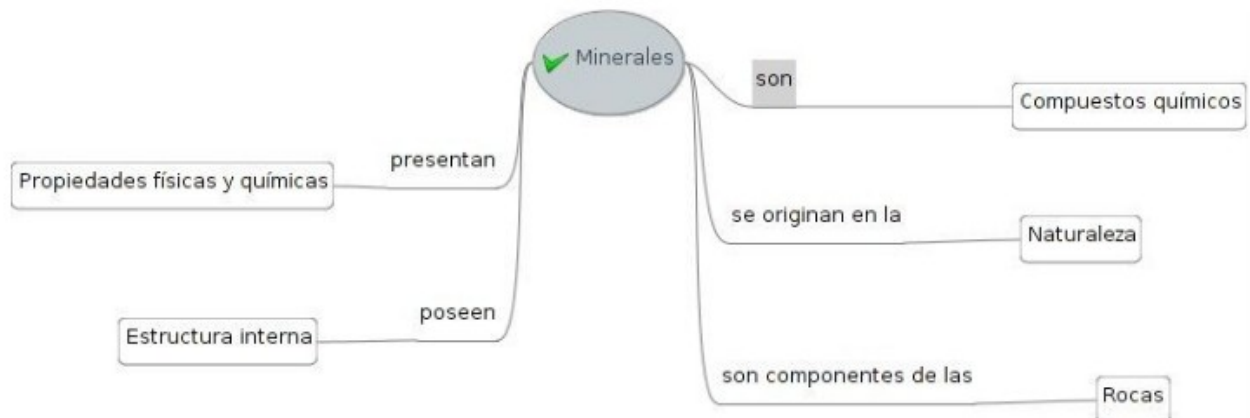 Minerales
son
Compuestos químicos
presentan
Propiedades físicas y químicas
se originan en la
Naturaleza
poseen
Estructura interna
son componentes de las
Rocas